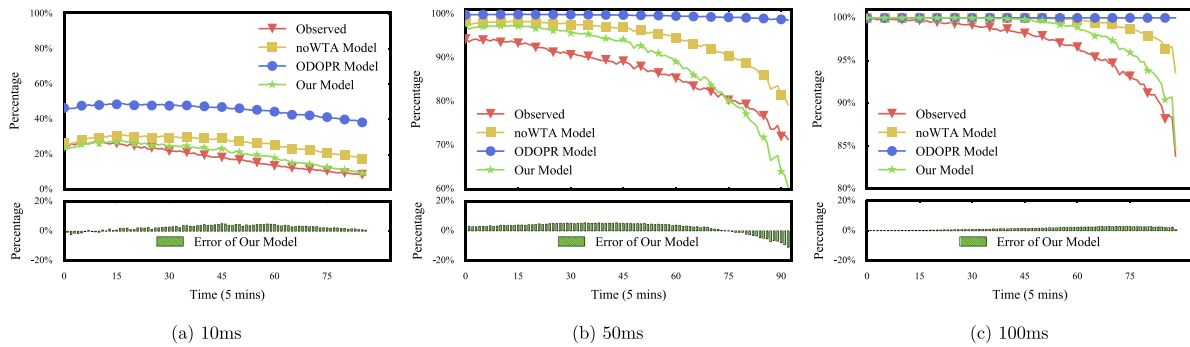 100%
80%
60%
40%
20%
0%
Percentage
Observed
noWTA Model
ODOPR Model
Our Model
20%
-20%
Percentage
Error of Our Model
0
15
30
45
60
75
Time (5 mins)
(a) 10ms
100%
90%
80%
70%
60%
Percentage
Observed
noWTA Model
ODOPR Model
Our Model
20%
-20%
Percentage
Error of Our Model
0
15
30
45
60
75
90
Time (5 mins)
(b) 50ms
100%
95%
90%
85%
80%
Percentage
Observed
noWTA Model
ODOPR Model
Our Model
20%
-20%
Percentage
Error of Our Model
0
15
30
45
60
75
Time (5 mins)
(c) 100ms